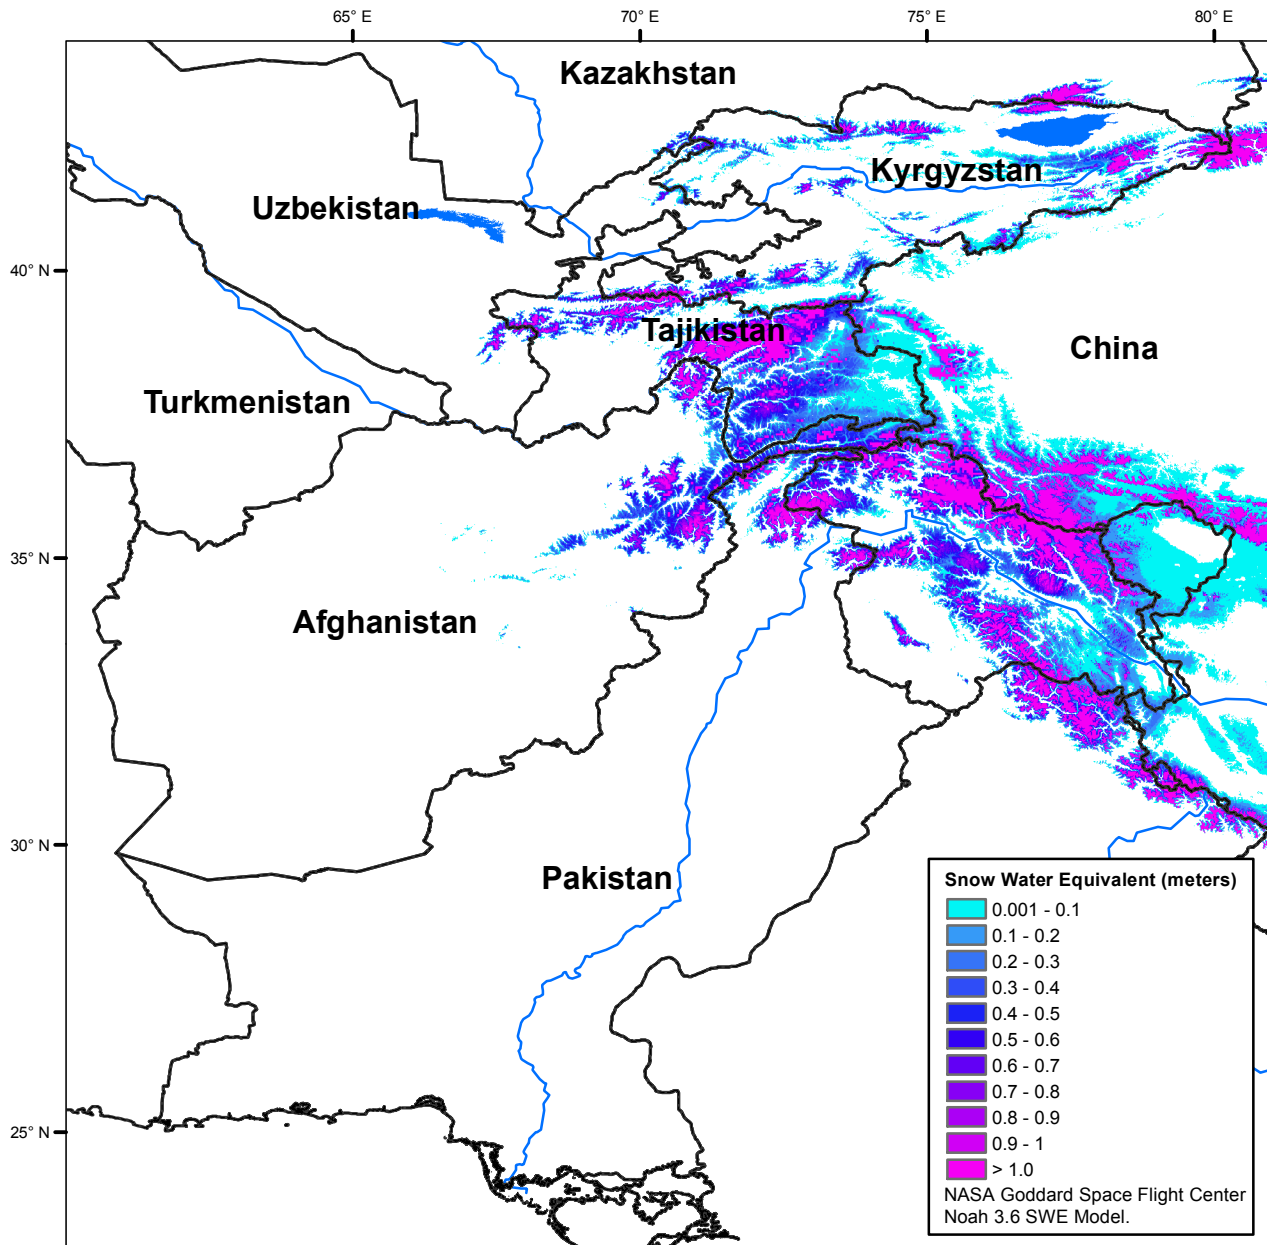 65° E
70° E
75° E
80° E
Kazakhstan
Kyrgyzstan
Uzbekistan
40° N
Tajikistan
China
Turkmenistan
35° N
Afghanistan
30° N
Pakistan
25° N
Snow Water Equivalent (meters)
0.001 - 0.1
0.1 - 0.2
0.2 - 0.3
0.3 - 0.4
0.4 - 0.5
0.5 - 0.6
0.6 - 0.7
0.7 - 0.8
0.8 - 0.9
0.9 - 1
> 1.0
NASA Goddard Space Flight Center
Noah 3.6 SWE Model.